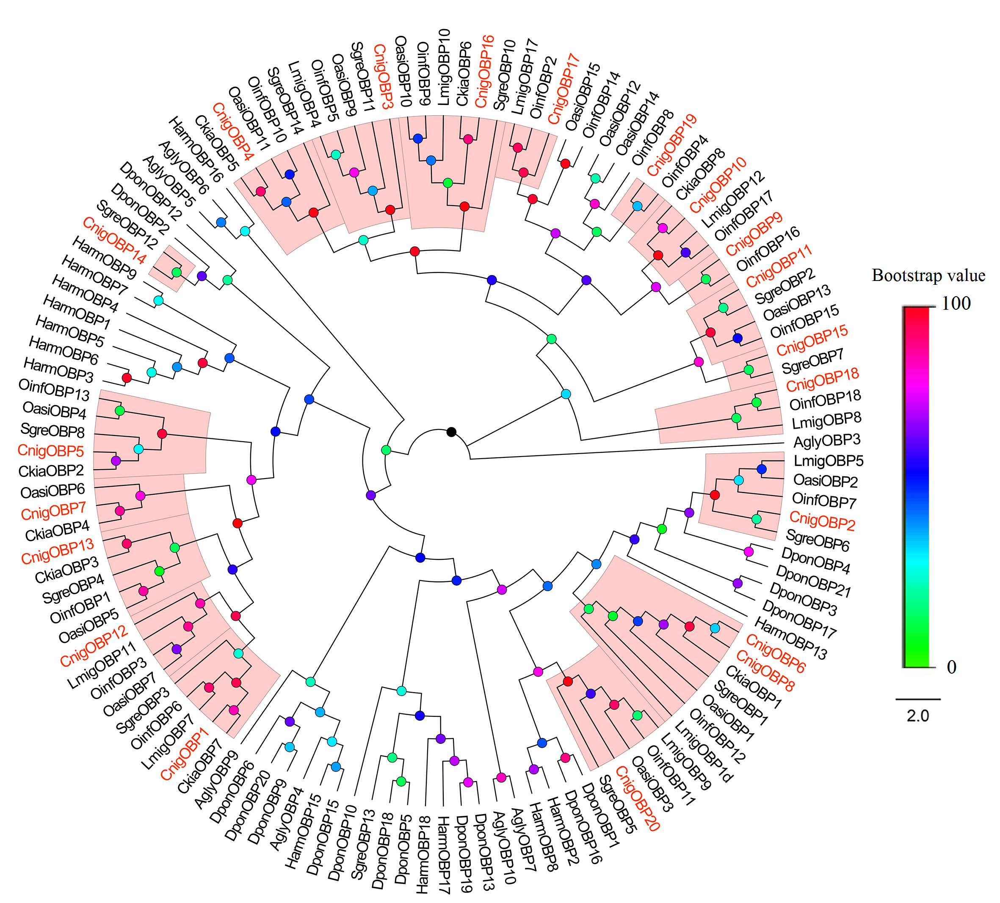 OasiOBP10
OinfOBP9
LmigOBP10
CkiaOBP6
CnigOBP16
SgreOBP10
LmigOBP17
OinfOBP2
CnigOBP17
OasiOBP15
OinfOBP14
OasiOBP12
OasiOBP14
OinfOBP8
CnigOBP19
OinfOBP4
CkiaOBP8
CnigOBP10
LmigOBP12
OinfOBP17
CnigOBP9
OinfOBP16
CnigOBP11
SgreOBP2
OasiOBP13
OinfOBP15
CnigOBP15
SgreOBP7
CnigOBP18
OinfOBP18
LmigOBP8
AglyOBP3
LmigOBP5
OasiOBP2
OinfOBP7
CnigOBP2
SgreOBP6
DponOBP4
DponOBP21
DponOBP3
DponOBP17
HarmOBP13
CnigOBP6
CnigOBP8
CkiaOBP1
SgreOBP1
OasiOBP1
OinfOBP12
LmigOBP1d
LmigOBP9
OinfOBP11
OasiOBP3
CnigOBP20
SgreOBP5
DponOBP1
DponOBP16
HarmOBP2
HarmOBP8
AglyOBP7
AglyOBP10
DponOBP13
DponOBP19
HarmOBP17
HarmOBP18
DponOBP5
DponOBP18
SgreOBP13
DponOBP10
DponOBP15
HarmOBP15
AglyOBP4
DponOBP9
DponOBP20
DponOBP6
AglyOBP9
CkiaOBP7
CnigOBP1
LmigOBP7
OinfOBP6
SgreOBP3
OasiOBP7
OinfOBP3
LmigOBP11
CnigOBP12
OasiOBP5
OinfOBP1
SgreOBP4
CkiaOBP3
CnigOBP13
CkiaOBP4
CnigOBP7
OasiOBP6
CkiaOBP2
CnigOBP5
SgreOBP8
OasiOBP4
OinfOBP13
HarmOBP3
HarmOBP6
HarmOBP5
HarmOBP1
HarmOBP4
HarmOBP7
HarmOBP9
CnigOBP14
SgreOBP12
DponOBP2
DponOBP12
AglyOBP5
AglyOBP6
HarmOBP16
CkiaOBP5
CnigOBP4
OasiOBP11
OinfOBP10
SgreOBP14
LmigOBP4
OinfOBP5
OasiOBP9
SgreOBP11
CnigOBP3
Bootstrap value
100
0
2.0